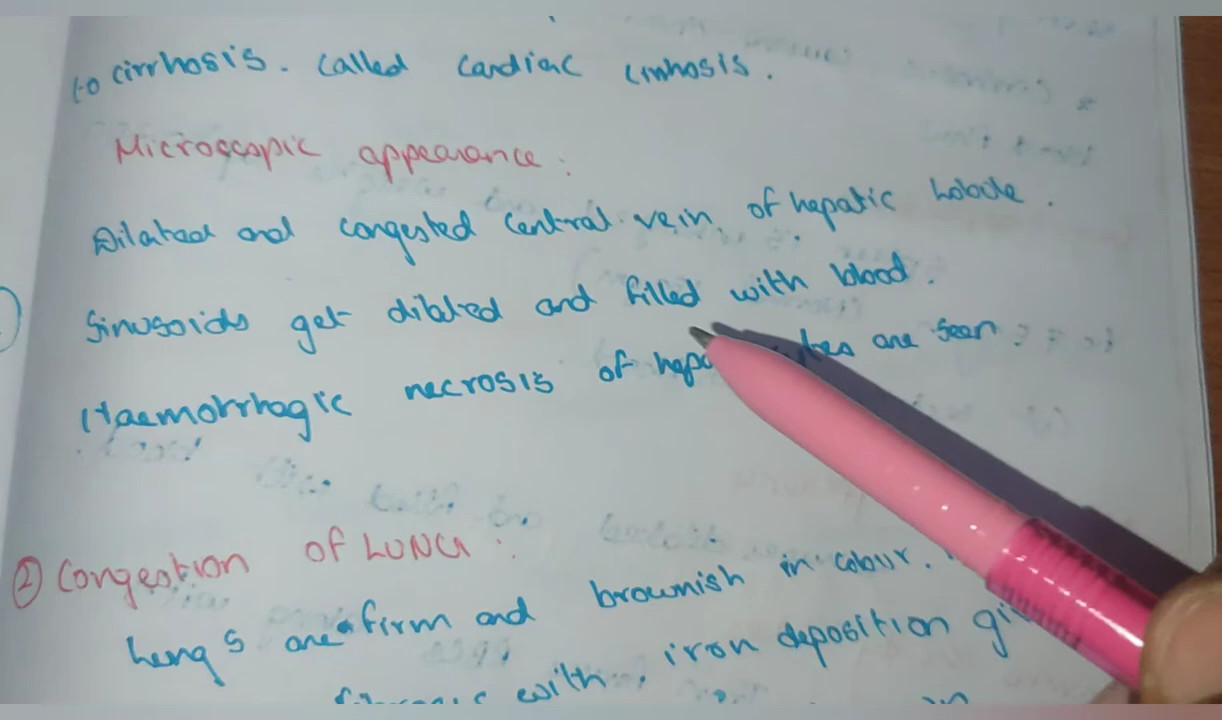 to cirrhosis. Called Cardiac Cirrhosis.
Microscopic appearance:
Dilated and congested Central vein of hepatic lobule.
Sinusoids get dilated and filled with blood.
Haemorrhagic necrosis of are seen.
② Congestion of LUNG:
Lungs are firm and brownish in colour.
with iron deposition
in